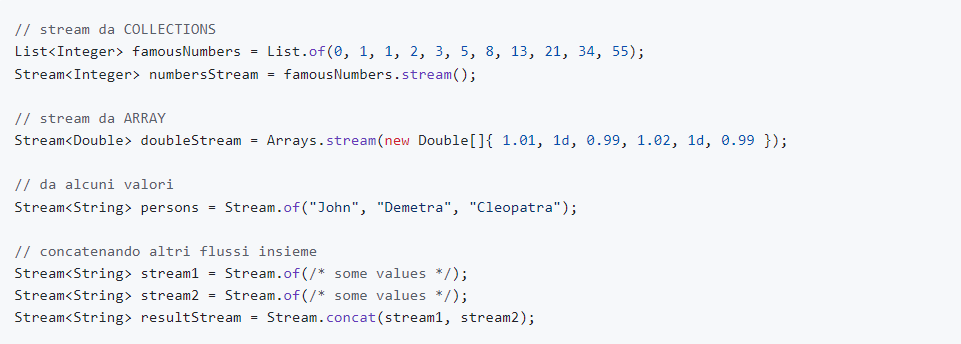 // stream da COLLECTIONS
List<Integer> famousNumbers = List.of(0, 1, 1, 2, 3, 5, 8, 13, 21, 34, 55);
Stream<Integer> numbersStream = famousNumbers.stream();
// stream da ARRAY
Stream<Double> doubleStream = Arrays.stream(new Double[]{ 1.01, 1d, 0.99, 1.02, 1d, 0.99 });
// da alcuni valori
Stream<String> persons = Stream.of("John", "Demetra", "Cleopatra");
// concatenando altri flussi insieme
Stream<String> stream1 = Stream.of(/* some values */);
Stream<String> stream2 = Stream.of(/* some values */);
Stream<String> resultStream = Stream.concat(stream1, stream2);